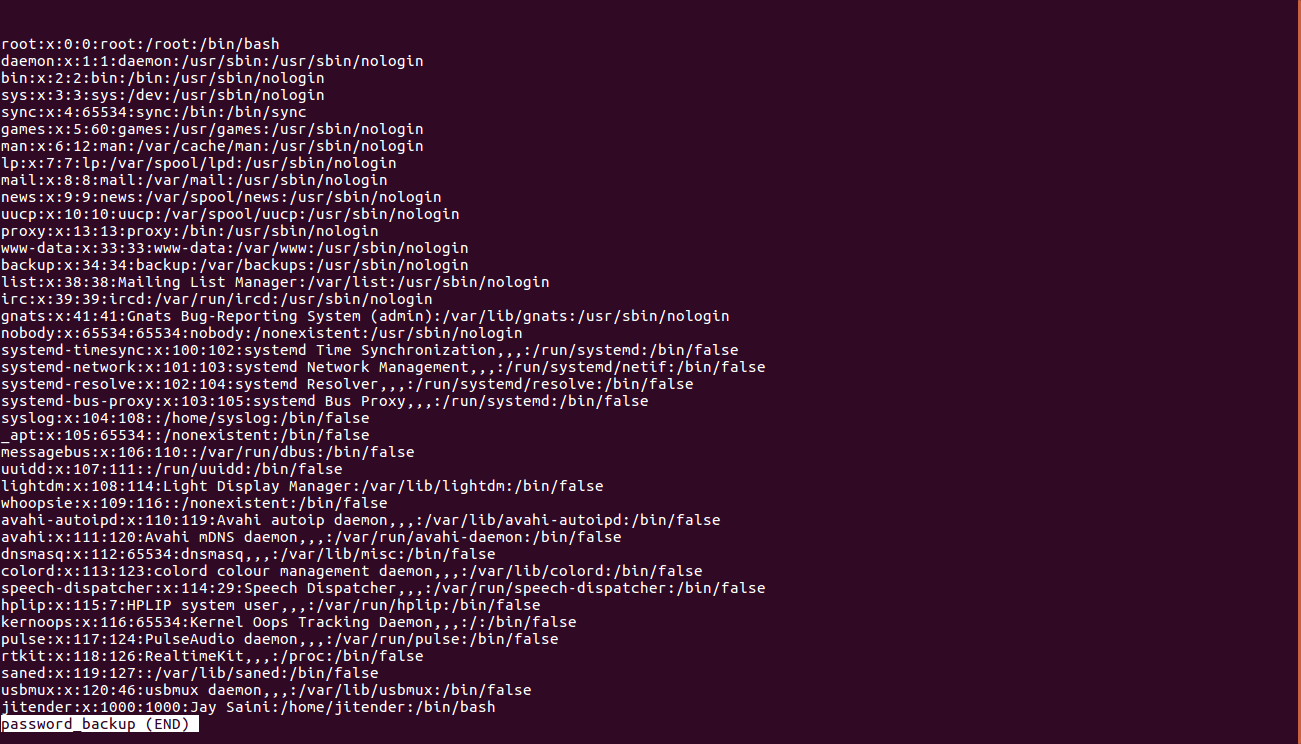 root:x:0:0:root:/root:/bin/bash
daemon:x:1:1:daemon:/usr/sbin:/usr/sbin/nologin
bin:x:2:2:bin:/bin:/usr/sbin/nologin
sys:x:3:3:sys:/dev:/usr/sbin/nologin
sync:x:4:65534:sync:/bin:/bin/sync
games:x:5:60:games:/usr/games:/usr/sbin/nologin
man:x:6:12:man:/var/cache/man:/usr/sbin/nologin
lp:x:7:7:lp:/var/spool/lpd:/usr/sbin/nologin
mail:x:8:8:mail:/var/mail:/usr/sbin/nologin
news:x:9:9:news:/var/spool/news:/usr/sbin/nologin
uucp:x:10:10:uucp:/var/spool/uucp:/usr/sbin/nologin
proxy:x:13:13:proxy:/bin:/usr/sbin/nologin
www-data:x:33:33:www-data:/var/www:/usr/sbin/nologin
backup:x:34:34:backup:/var/backups:/usr/sbin/nologin
list:x:38:38:Mailing List Manager:/var/list:/usr/sbin/nologin
irc:x:39:39:ircd:/var/run/ircd:/usr/sbin/nologin
gnats:x:41:41:Gnats Bug-Reporting System (admin):/var/lib/gnats:/usr/sbin/nologin
nobody:x:65534:65534:nobody:/nonexistent:/usr/sbin/nologin
systemd-timesync:x:100:102:systemd Time Synchronization,,,:/run/systemd:/bin/false
systemd-network:x:101:103:systemd Network Management,,,:/run/systemd/netif:/bin/false
systemd-resolve:x:102:104:systemd Resolver,,,:/run/systemd/resolve:/bin/false
systemd-bus-proxy:x:103:105:systemd Bus Proxy,,,:/run/systemd:/bin/false
syslog:x:104:108::/home/syslog:/bin/false
_apt:x:105:65534::/nonexistent:/bin/false
messagebus:x:106:110::/var/run/dbus:/bin/false
uuidd:x:107:111::/run/uuidd:/bin/false
lightdm:x:108:114:Light Display Manager:/var/lib/lightdm:/bin/false
whoopsie:x:109:116::/nonexistent:/bin/false
avahi-autoipd:x:110:119:Avahi autoip daemon,,,:/var/lib/avahi-autoipd:/bin/false
avahi:x:111:120:Avahi mDNS daemon,,,:/var/run/avahi-daemon:/bin/false
dnsmasq:x:112:65534:dnsmasq,,,:/var/lib/misc:/bin/false
colord:x:113:123:colord colour management daemon,,,:/var/lib/colord:/bin/false
speech-dispatcher:x:114:29:Speech Dispatcher,,,:/var/run/speech-dispatcher:/bin/false
hplip:x:115:7:HPLIP system user,,,:/var/run/hplip:/bin/false
kernoops:x:116:65534:Kernel Oops Tracking Daemon,,,:/:/bin/false
pulse:x:117:124:PulseAudio daemon,,,:/var/run/pulse:/bin/false
rtkit:x:118:126:RealtimeKit,,,:/proc:/bin/false
saned:x:119:127::/var/lib/saned:/bin/false
usbmux:x:120:46:usbmux daemon,,,:/var/lib/usbmux:/bin/false
jitender:x:1000:1000:Jay Saini:/home/jitender:/bin/bash
password_backup (END)